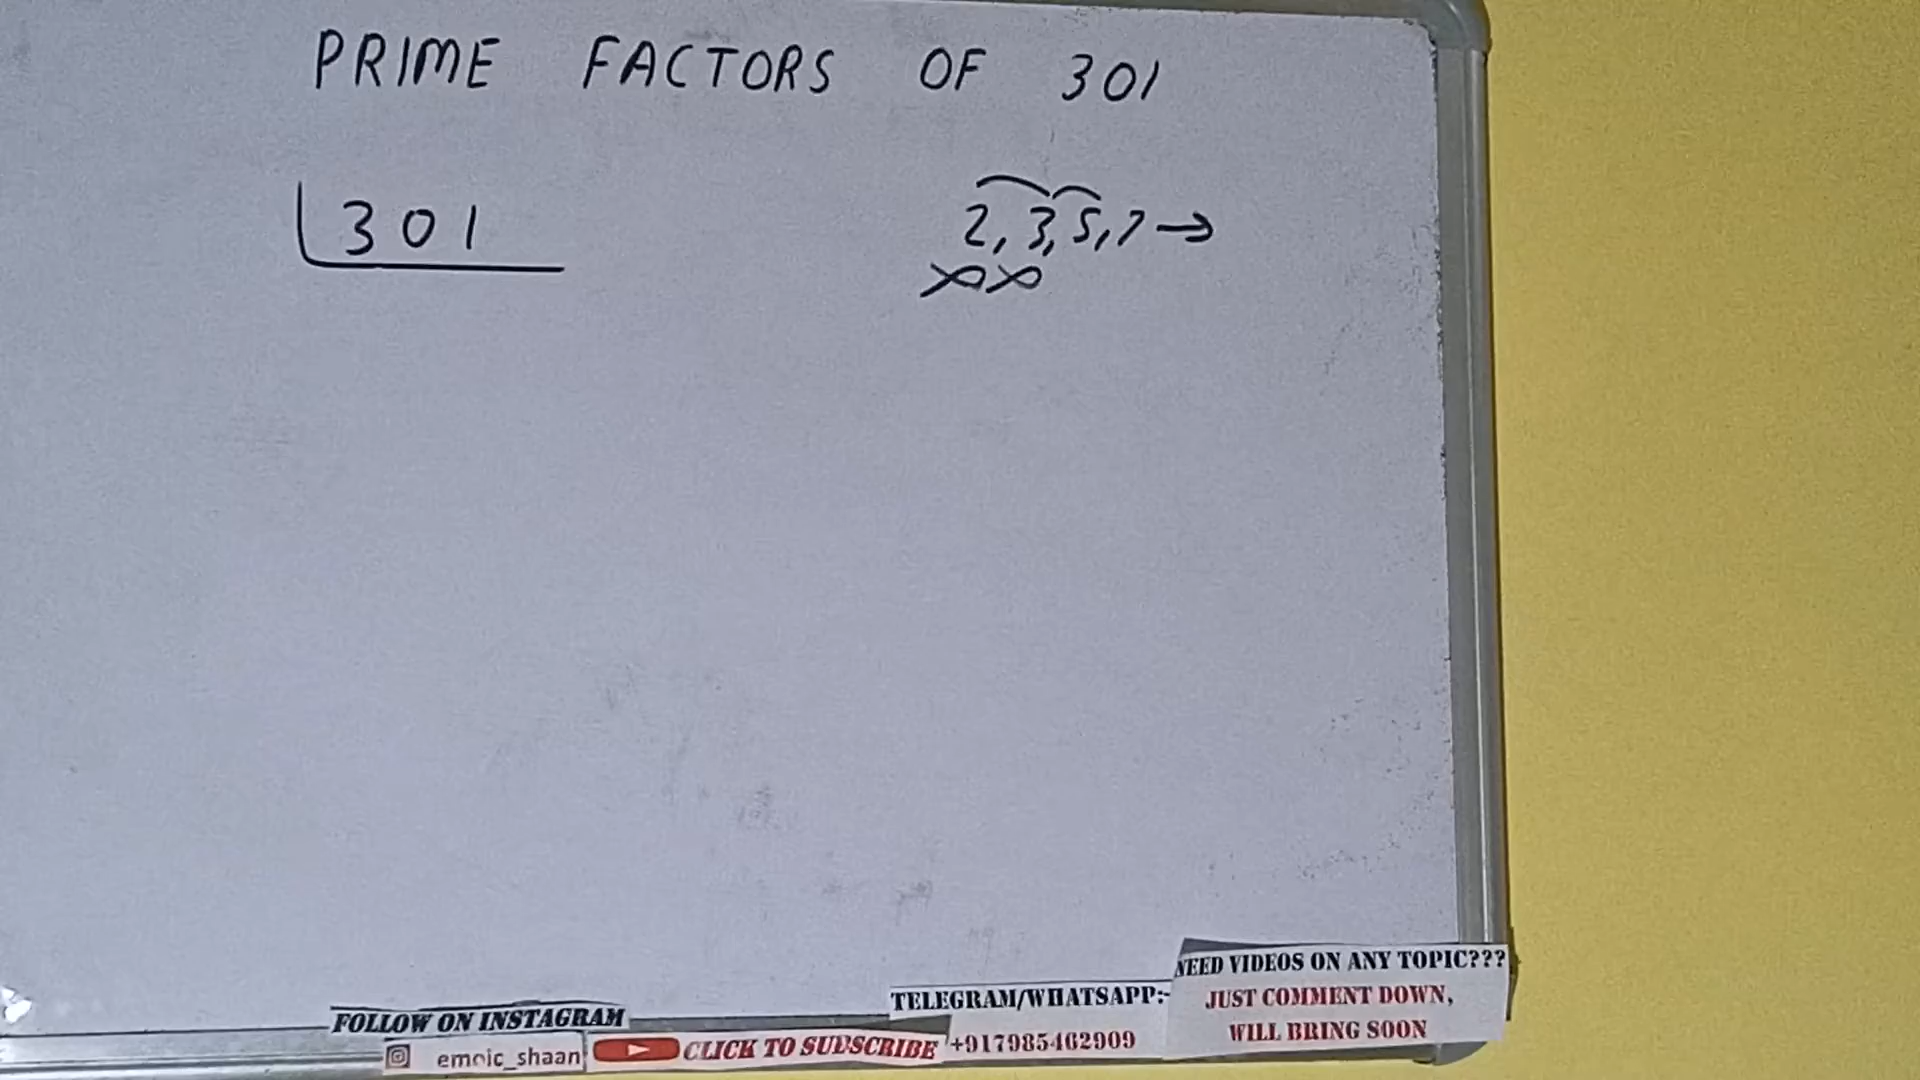 PRIME FACTORS OF 301
301
2, 3, 5, 7 →
NEED VIDEOS ON ANY TOPIC???
JUST COMMENT DOWN,
WILL BRING SOON
TELEGRAM/WHATSAPP:-
+917985462909
FOLLOW ON INSTAGRAM
emoic_shaan
CLICK TO SUBSCRIBE